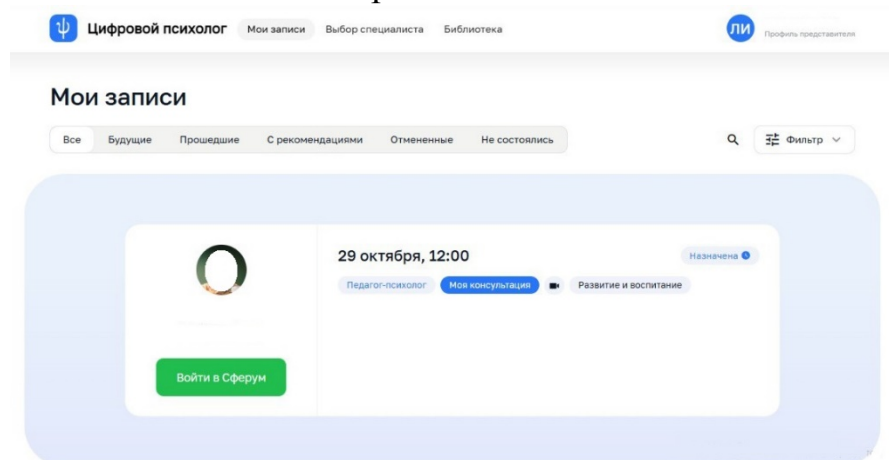 Цифровой психолог Мои записи Выбор специалиста Библиотека ЛИ Профиль представителя
Мои записи
Все Будущие Прошедшие С рекомендациями Отмененные Не состоялись Фильтр
29 октября, 12:00 Назначена
Педагог-психолог Моя консультация Развитие и воспитание
Войти в Сферум